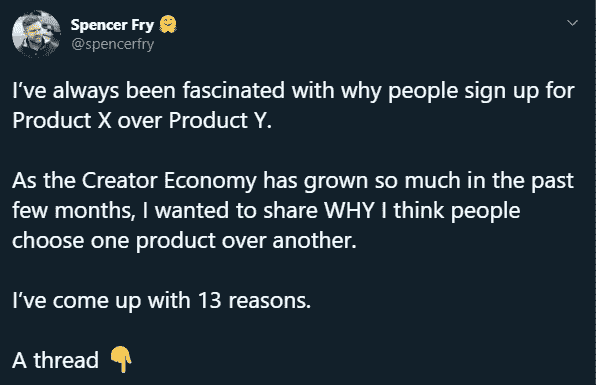 Spencer Fry 🤗
@spencerfry
I've always been fascinated with why people sign up for
Product X over Product Y.
As the Creator Economy has grown so much in the past
few months, I wanted to share WHY I think people
choose one product over another.
I've come up with 13 reasons.
A thread 👇